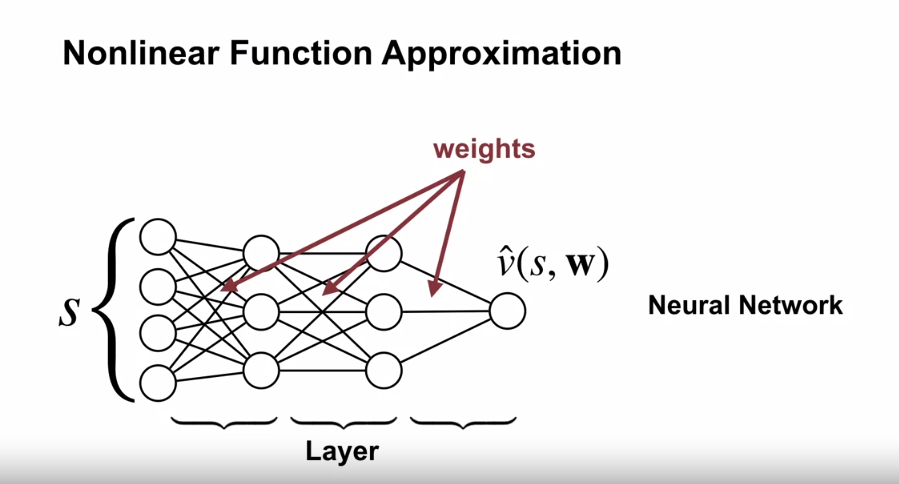 Nonlinear Function Approximation
weights
v̂(s, w)
s
Neural Network
Layer